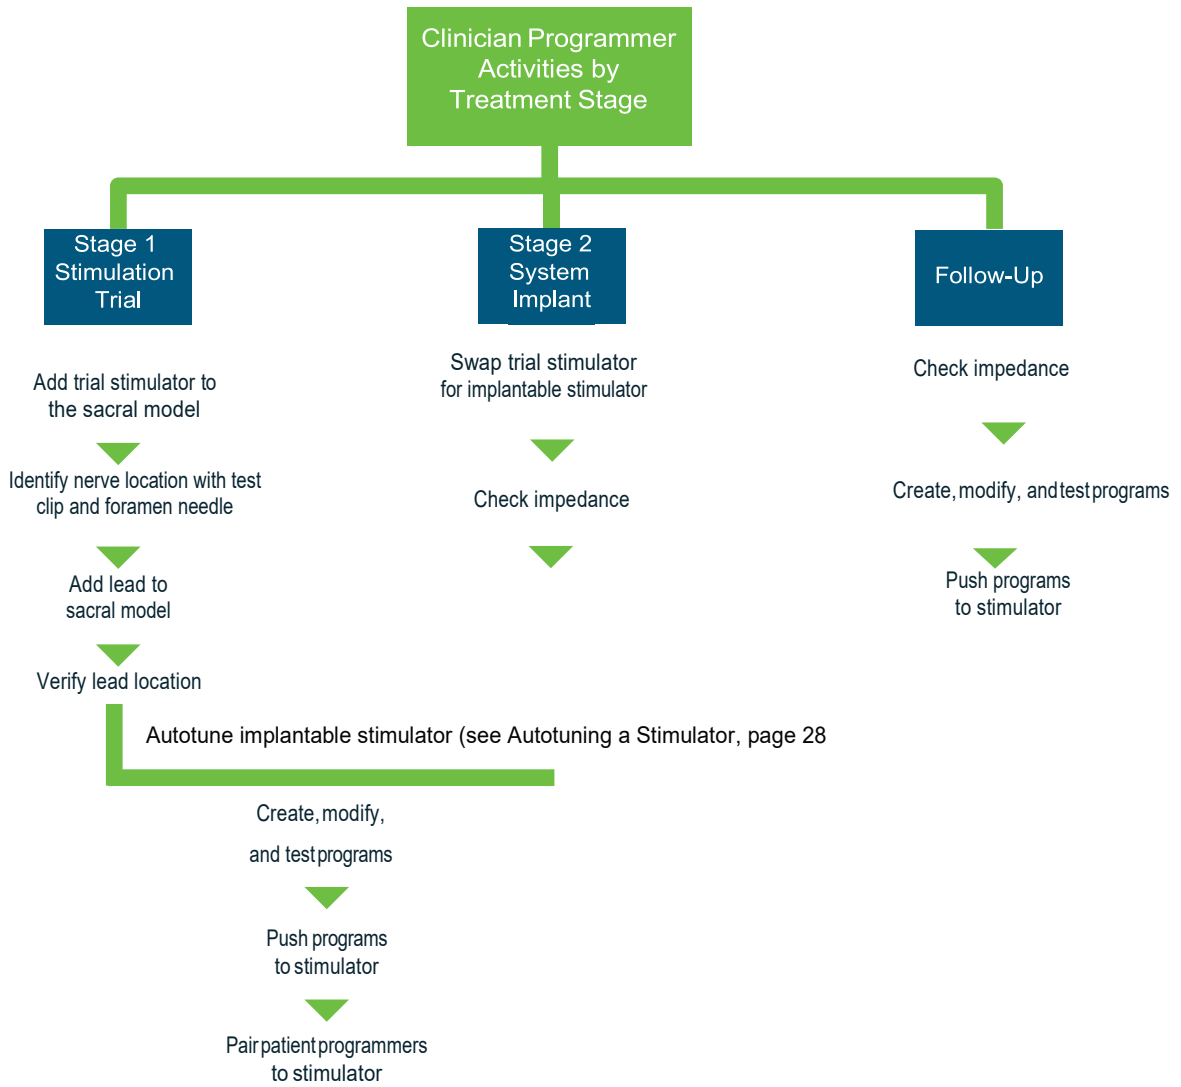 Clinician Programmer
Activities by
Treatment Stage
Stage 1
Stimulation
Trial
Add trial stimulator to
the sacral model
Identify nerve location with test
clip and foramen needle
Add lead to
sacral model
Verify lead location
Stage 2
System
Implant
Swap trial stimulator
for implantable stimulator
Check impedance
Autotune implantable stimulator (see Autotuning a Stimulator, page 28
Create, modify,
and test programs
Push programs
to stimulator
Pair patient programmers
to stimulator
Follow-Up
Check impedance
Create, modify, and test programs
Push programs
to stimulator